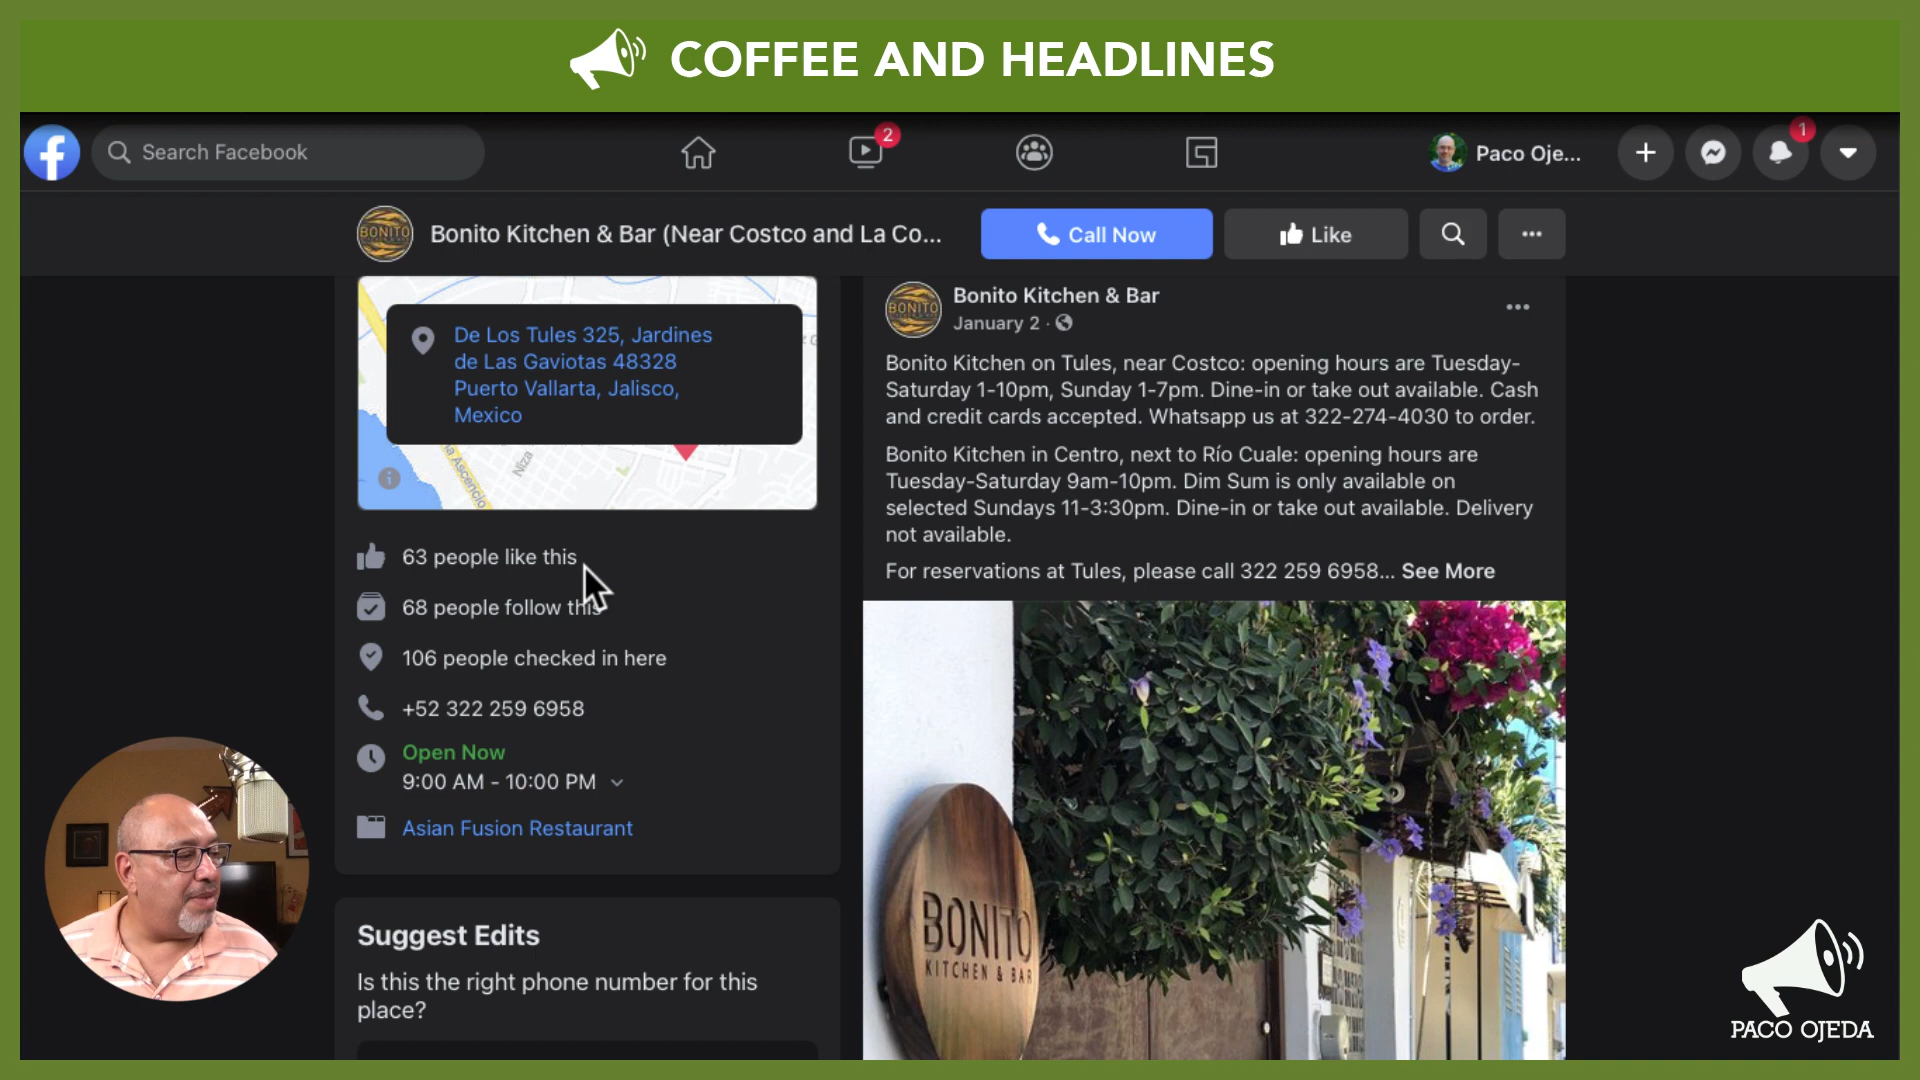 COFFEE AND HEADLINES
Search Facebook
2
Paco Oje...
1
BONITO
Bonito Kitchen & Bar (Near Costco and La Co...
Call Now
Like
De Los Tules 325, Jardines
de Las Gaviotas 48328
Puerto Vallarta, Jalisco,
Mexico
Niza
a Ascencio
63 people like this
68 people follow this
106 people checked in here
+52 322 259 6958
Open Now
9:00 AM - 10:00 PM
Asian Fusion Restaurant
Suggest Edits
Is this the right phone number for this
place?
BONITO
Bonito Kitchen & Bar
January 2 ·
Bonito Kitchen on Tules, near Costco: opening hours are Tuesday-
Saturday 1-10pm, Sunday 1-7pm. Dine-in or take out available. Cash
and credit cards accepted. Whatsapp us at 322-274-4030 to order.
Bonito Kitchen in Centro, next to Río Cuale: opening hours are
Tuesday-Saturday 9am-10pm. Dim Sum is only available on
selected Sundays 11-3:30pm. Dine-in or take out available. Delivery
not available.
For reservations at Tules, please call 322 259 6958... See More
BONITO
KITCHEN & BAR
PACO OJEDA